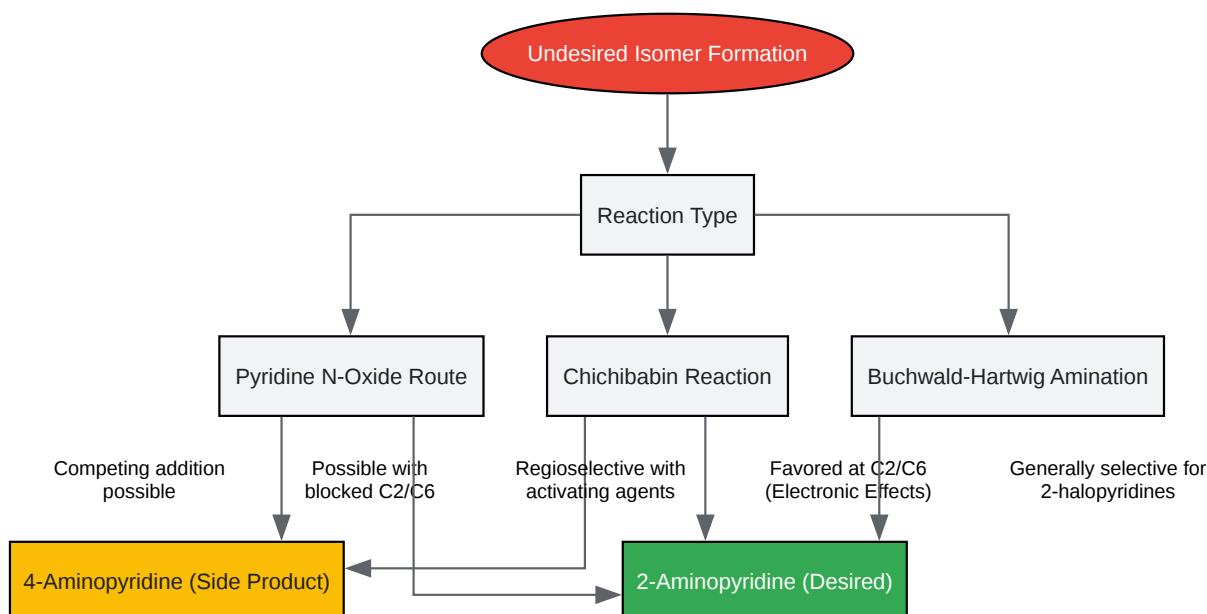 Undesired Isomer Formation
Reaction Type
Pyridine N-Oxide Route
Chichibabin Reaction
Buchwald-Hartwig Amination
Competing addition
possible
Possible with
blocked C2/C6
Regioselective with
activating agents
Favored at C2/C6
(Electronic Effects)
Generally selective for
2-halopyridines
4-Aminopyridine (Side Product)
2-Aminopyridine (Desired)